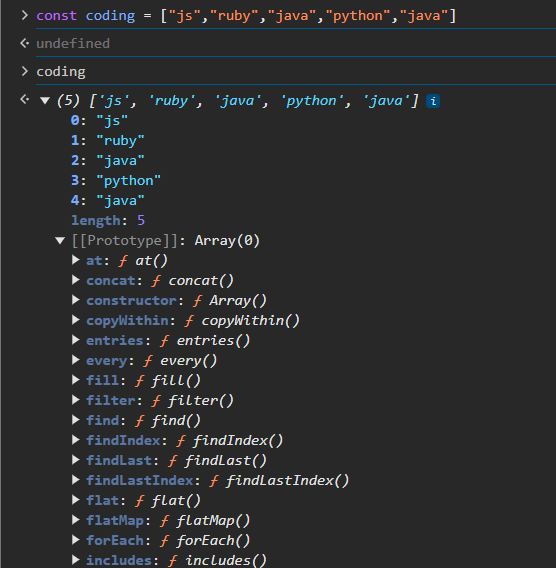 > const coding = ["js","ruby","java","python","java"]
undefined
> coding
(5) ['js', 'ruby', 'java', 'python', 'java'] i
0: "js"
1: "ruby"
2: "java"
3: "python"
4: "java"
length: 5
[[Prototype]]: Array(0)
at: ƒ at()
concat: ƒ concat()
constructor: ƒ Array()
copyWithin: ƒ copyWithin()
entries: ƒ entries()
every: ƒ every()
fill: ƒ fill()
filter: ƒ filter()
find: ƒ find()
findIndex: ƒ findIndex()
findLast: ƒ findLast()
findLastIndex: ƒ findLastIndex()
flat: ƒ flat()
flatMap: ƒ flatMap()
forEach: ƒ forEach()
includes: ƒ includes()